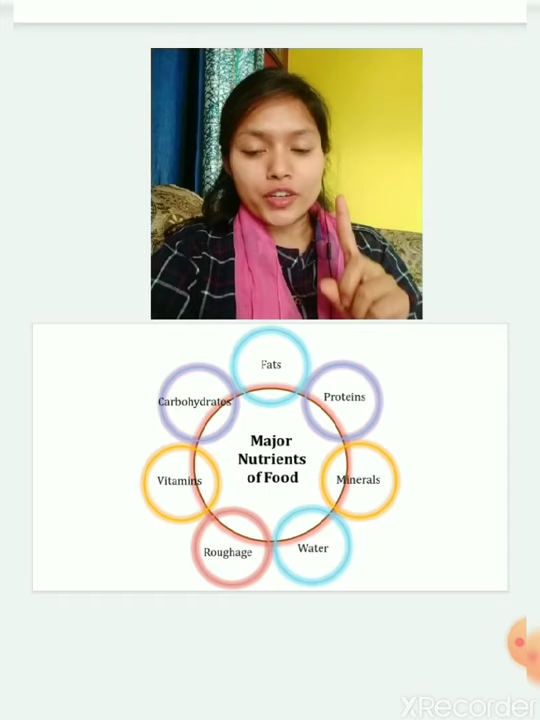 Fats
Carbohydrates
Proteins
Major
Nutrients
of Food
Vitamins
Minerals
Roughage
Water
XRecorder